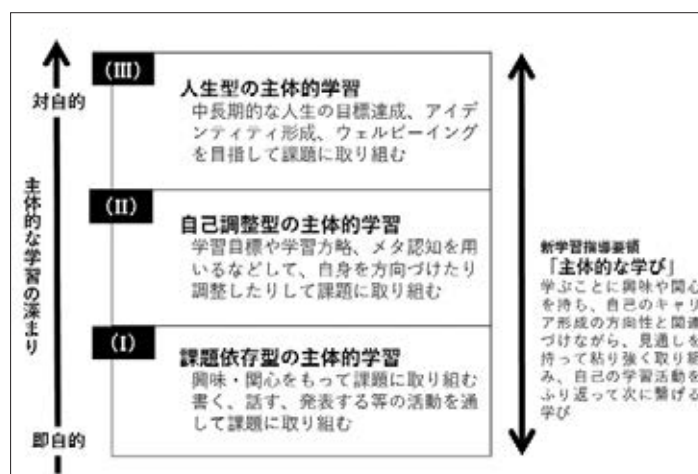 対自的
主体的な学習の深まり
即自的
(III)
人生型の主体的学習
中長期的な人生の目標達成、アイデ
ンティティ形成、ウェルビーイング
を目指して課題に取り組む
(II)
自己調整型の主体的学習
学習目標や学習方略、メタ認知を用
いるなどして、自身を方向づけたり
調整したりして課題に取り組む
(I)
課題依存型の主体的学習
興味・関心をもって課題に取り組む
書く、話す、発表する等の活動を通
して課題に取り組む
新学習指導要領
「主体的な学び」
学ぶことに興味や関心
を持ち、自己のキャリ
ア形成の方向性と関連
づけながら、見通しを
持って粘り強く取り組
み、自己の学習活動を
ふり返って次に繋げる
学び